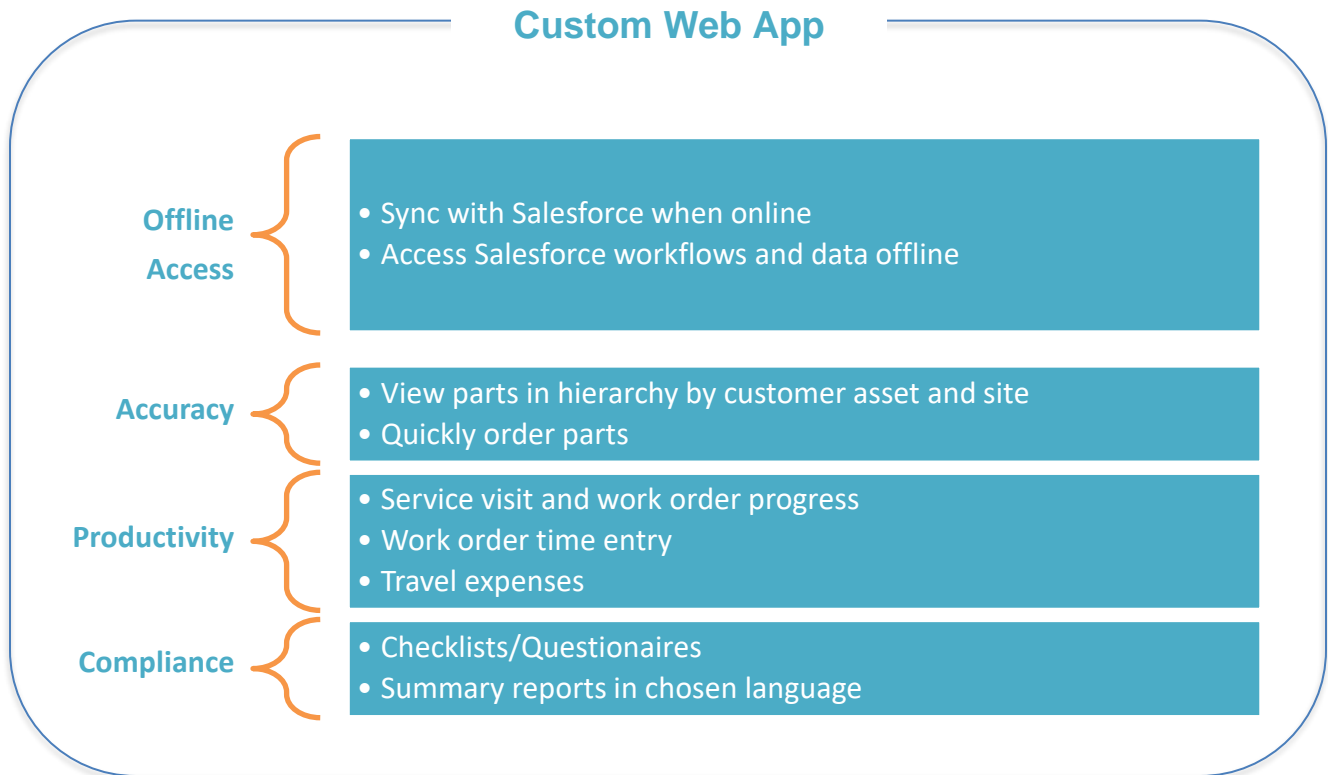 Custom Web App
Offline
Access
• Sync with Salesforce when online
• Access Salesforce workflows and data offline
Accuracy
• View parts in hierarchy by customer asset and site
• Quickly order parts
Productivity
• Service visit and work order progress
• Work order time entry
• Travel expenses
Compliance
• Checklists/Questionaires
• Summary reports in chosen language